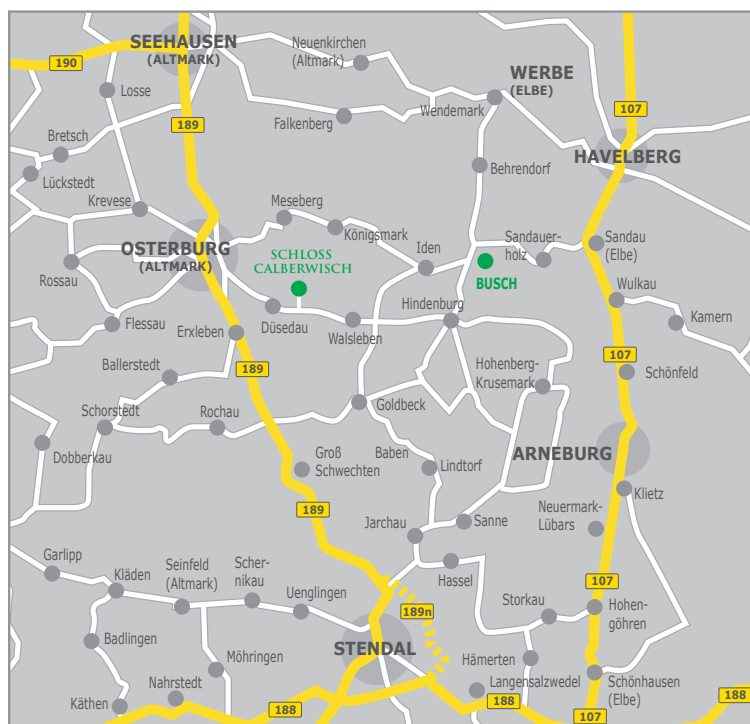 SEEHAUSEN
(ALTMARK)
190
Neuenkirchen
(Altmark)
WERBE
(ELBE)
Losse
Wendemark
107
189
Falkenberg
Bretsch
HAVELBERG
Behrendorf
Lückstedt
Krevese
Meseberg
Königsmark
Iden
Sandauer-
holz
Sandau
(Elbe)
OSTERBURG
(ALTMARK)
SCHLOSS
CALBERWISCH
Rossau
BUSCH
Wulkau
Hindenburg
Kamern
Flessau
Erxleben
Düsedau
Walsleben
Ballerstedt
189
Hohenberg-
Krusemark
107
Schönfeld
Schorstedt
Rochau
Goldbeck
Dobberkau
Groß
Schwechten
Baben
Lindtorf
ARNEBURG
Klietz
189
Jarchau
Sanne
Neuermark-
Lübars
Garlipp
Kläden
Seinfeld
(Altmark)
Scher-
nikau
Uenglingen
Hassel
107
189n
Storkau
Hohen-
göhren
Badlingen
Möhringen
STENDAL
Hämerten
Langensalzwedel
Schönhausen
(Elbe)
Käthen
Nahrstedt
188
188
107
188